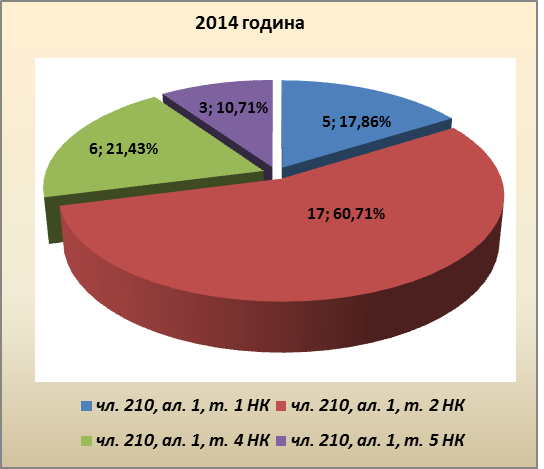 2014 година
3; 10,71%
5; 17,86%
6; 21,43%
17; 60,71%
чл. 210, ал. 1, т. 1 НК чл. 210, ал. 1, т. 2 НК
чл. 210, ал. 1, т. 4 НК чл. 210, ал. 1, т. 5 НК